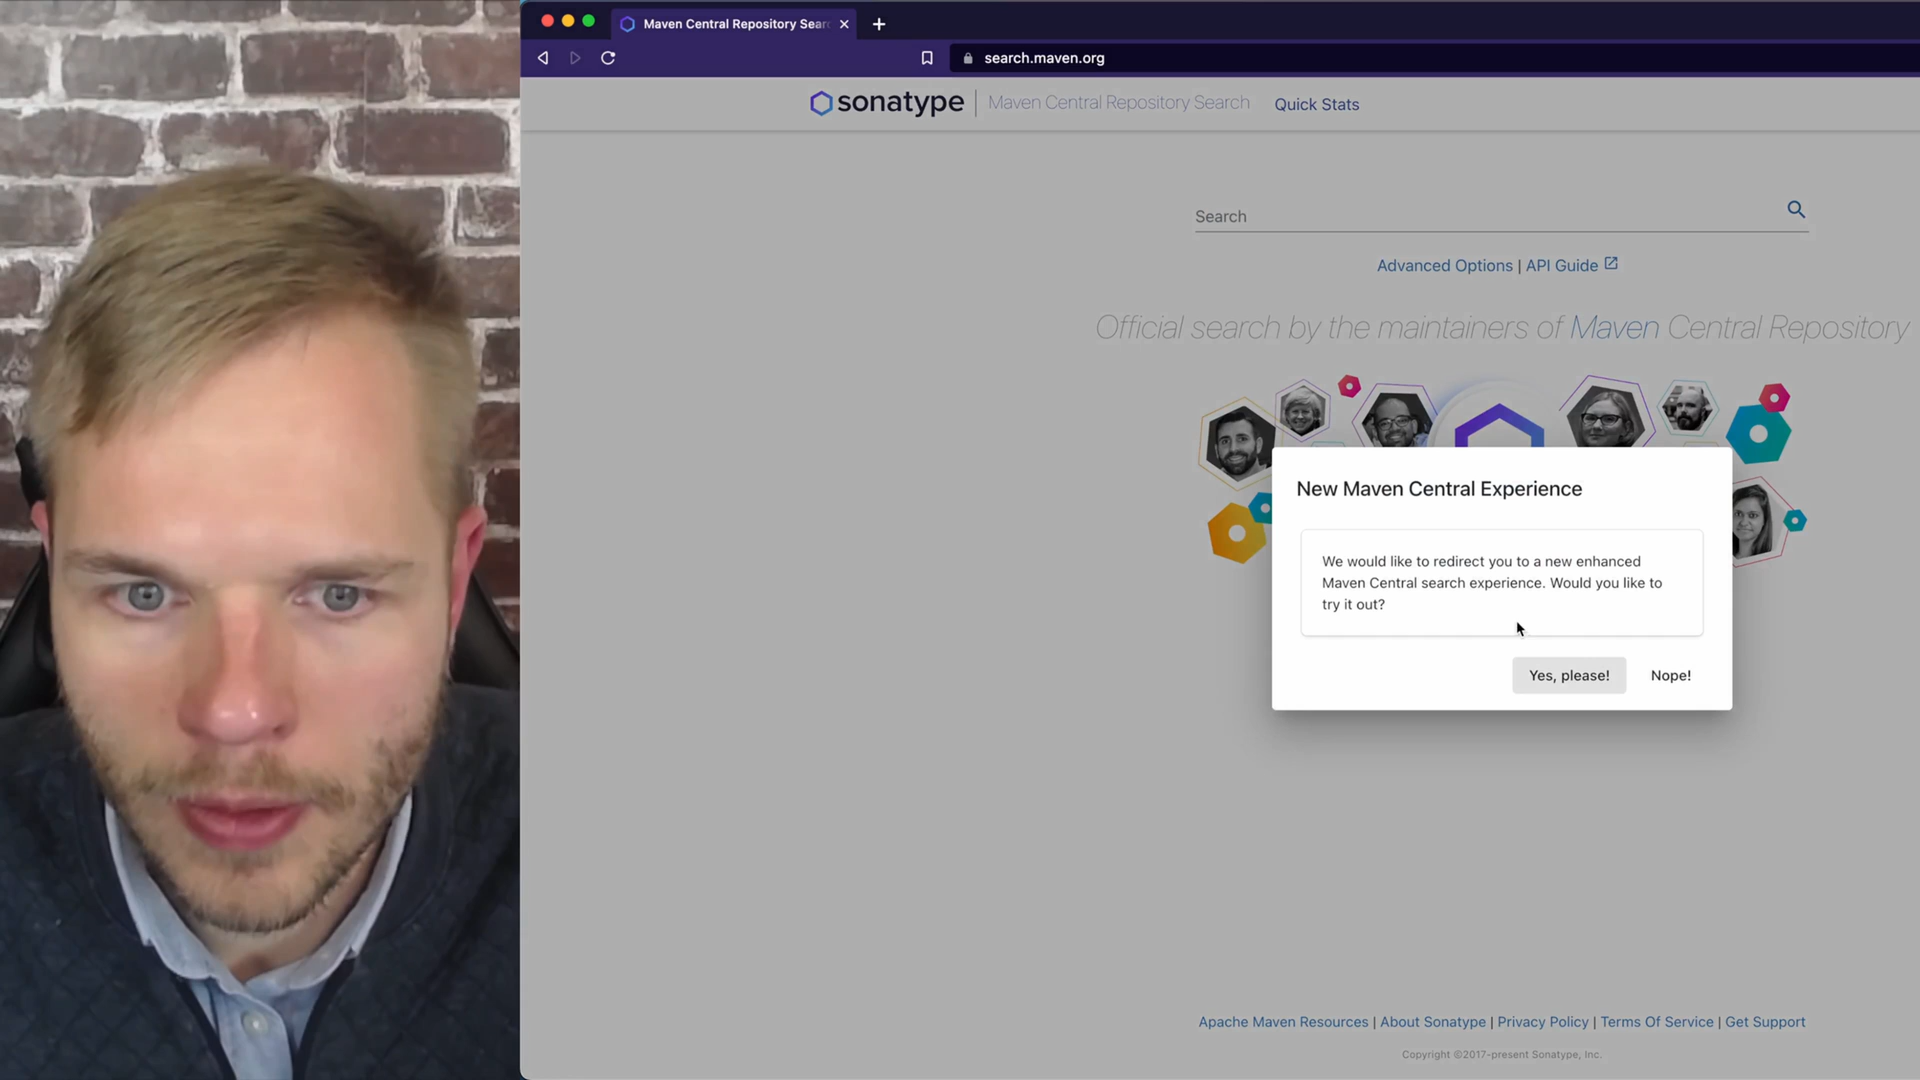 Maven Central Repository Sear
search.maven.org
sonatype
Maven Central Repository Search
Quick Stats
Search
Advanced Options | API Guide
Official search by the maintainers of Maven Central Repository
New Maven Central Experience
We would like to redirect you to a new enhanced
Maven Central search experience. Would you like to
try it out?
Yes, please!
Nope!
Apache Maven Resources | About Sonatype | Privacy Policy | Terms Of Service | Get Support
Copyright ©2017-present Sonatype, Inc.